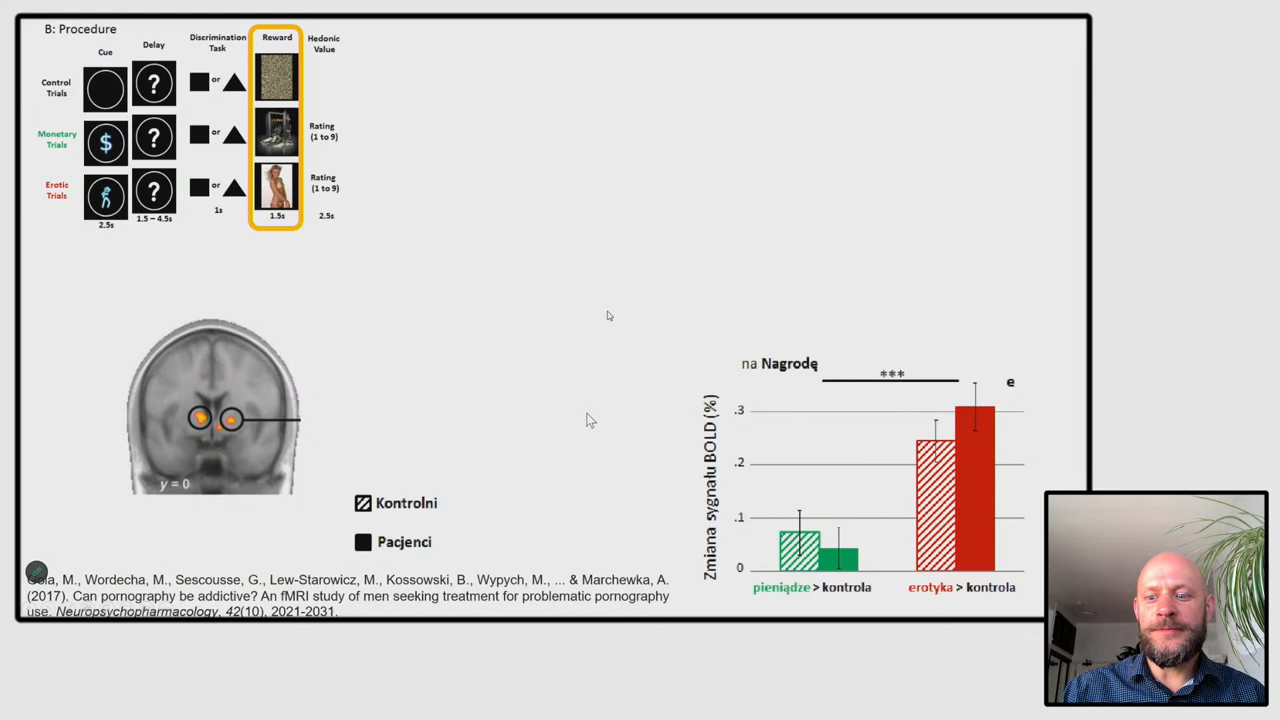 B: Procedure
Cue
Delay
Discrimination
Task
Reward
Hedonic
Value
Control
Trials
?
or
Monetary
Trials
$
?
or
Rating
(1 to 9)
Erotic
Trials
?
or
Rating
(1 to 9)
2.5s
1.5 – 4.5s
1s
1.5s
2.5s
y = 0
Kontrolni
Pacjenci
na Nagrodę
***
e
Zmiana sygnału BOLD (%)
.3
.2
.1
0
pieniądze > kontrola
erotyka > kontrola
Gola, M., Wordecha, M., Sescousse, G., Lew-Starowicz, M., Kossowski, B., Wypych, M., ... & Marchewka, A.
(2017). Can pornography be addictive? An fMRI study of men seeking treatment for problematic pornography
use. Neuropsychopharmacology, 42(10), 2021-2031.